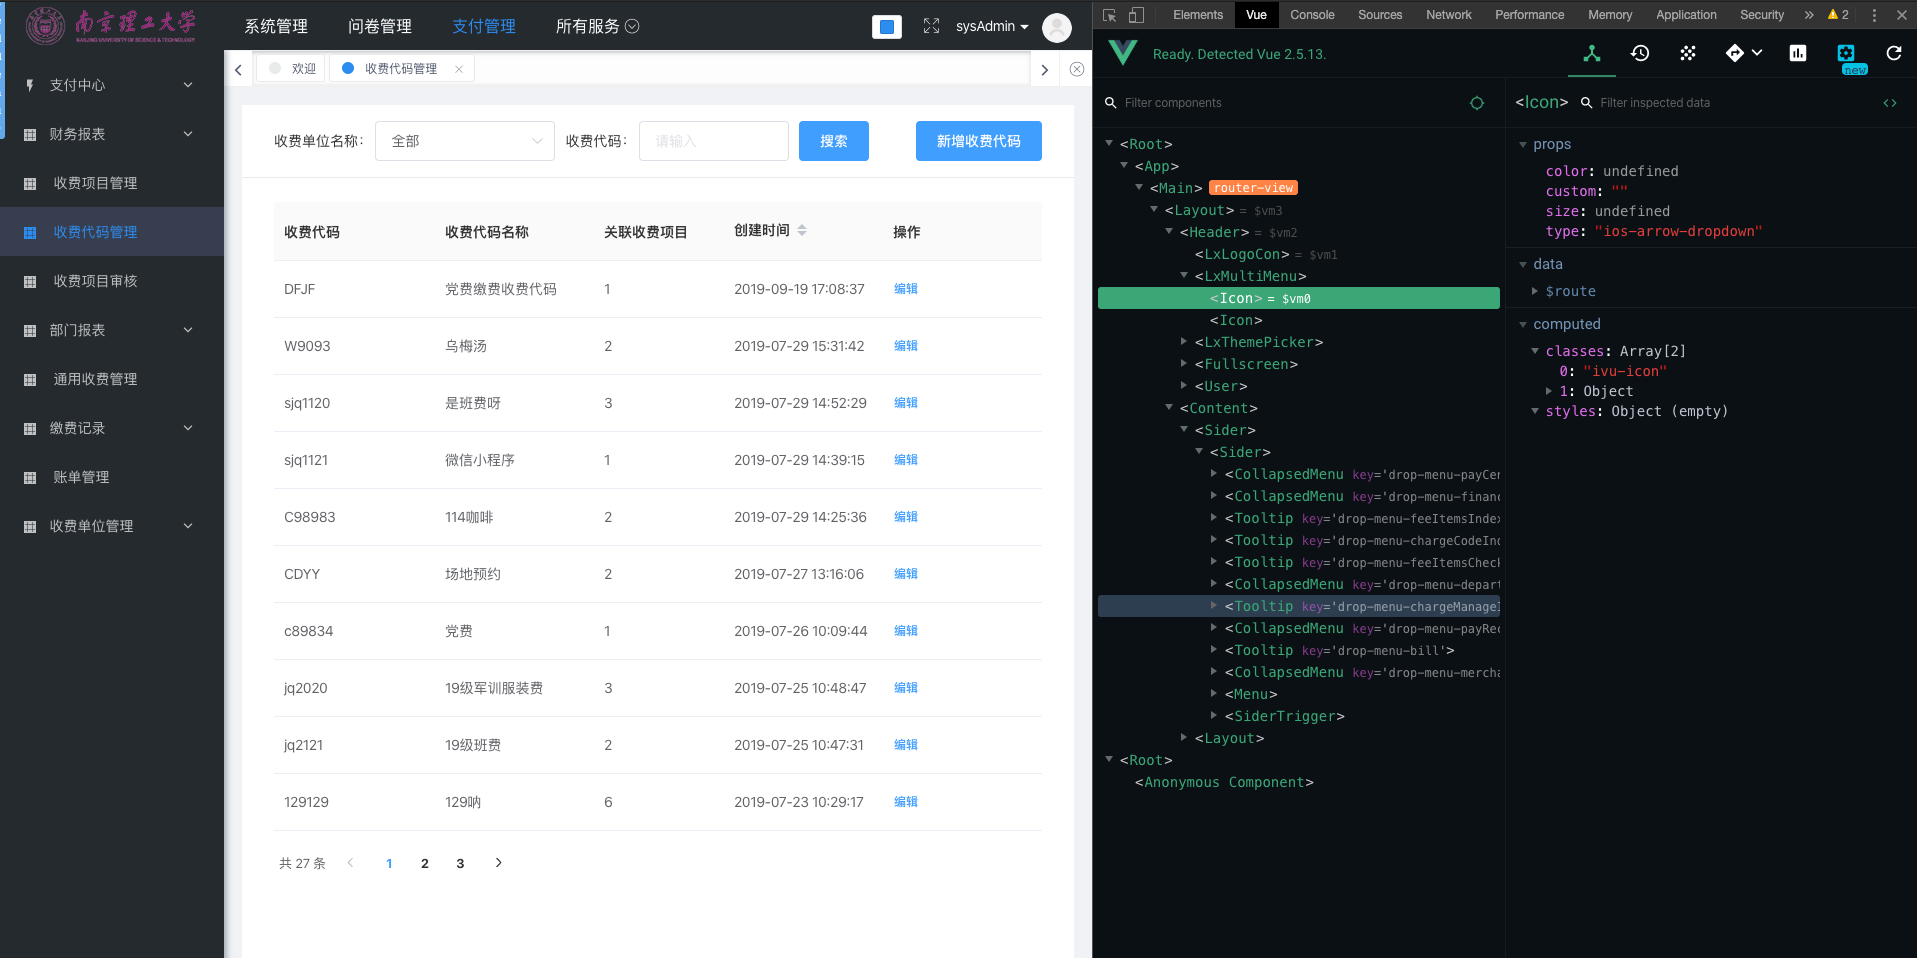 南京理工大学
NANJING UNIVERSITY OF SCIENCE & TECHNOLOGY
系统管理 问卷管理 支付管理 所有服务
sysAdmin
支付中心
财务报表
收费项目管理
收费代码管理
收费项目审核
部门报表
通用收费管理
缴费记录
账单管理
收费单位管理
欢迎 收费代码管理
收费单位名称： 全部 收费代码： 请输入 搜索 新增收费代码
收费代码 收费代码名称 关联收费项目 创建时间 操作
DFJF 党费缴费收费代码 1 2019-09-19 17:08:37 编辑
W9093 乌梅汤 2 2019-07-29 15:31:42 编辑
sjq1120 是班费呀 3 2019-07-29 14:52:29 编辑
sjq1121 微信小程序 1 2019-07-29 14:39:15 编辑
C98983 114咖啡 2 2019-07-29 14:25:36 编辑
CDYY 场地预约 2 2019-07-27 13:16:06 编辑
c89834 党费 1 2019-07-26 10:09:44 编辑
jq2020 19级军训服装费 3 2019-07-25 10:48:47 编辑
jq2121 19级班费 2 2019-07-25 10:47:31 编辑
129129 129呐 6 2019-07-23 10:29:17 编辑
共 27 条 1 2 3
Elements Vue Console Sources Network Performance Memory Application Security » 2
Ready. Detected Vue 2.5.13.
new
Filter components
<Root>
<App>
<Main> router-view
<Layout> = $vm3
<Header> = $vm2
<LxLogoCon> = $vm1
<LxMultiMenu>
<Icon> = $vm0
<Icon>
<LxThemePicker>
<Fullscreen>
<User>
<Content>
<Sider>
<Sider>
<CollapsedMenu key='drop-menu-payCen
<CollapsedMenu key='drop-menu-financ
<Tooltip key='drop-menu-feeItemsIndex
<Tooltip key='drop-menu-chargeCodeInd
<Tooltip key='drop-menu-feeItemsCheck
<CollapsedMenu key='drop-menu-depart
<Tooltip key='drop-menu-chargeManageI
<CollapsedMenu key='drop-menu-payRec
<Tooltip key='drop-menu-bill'>
<CollapsedMenu key='drop-menu-mercha
<Menu>
<SiderTrigger>
<Layout>
<Root>
<Anonymous Component>
<Icon> Filter inspected data <>
props
color: undefined
custom: ""
size: undefined
type: "ios-arrow-dropdown"
data
$route
computed
classes: Array[2]
0: "ivu-icon"
1: Object
styles: Object (empty)